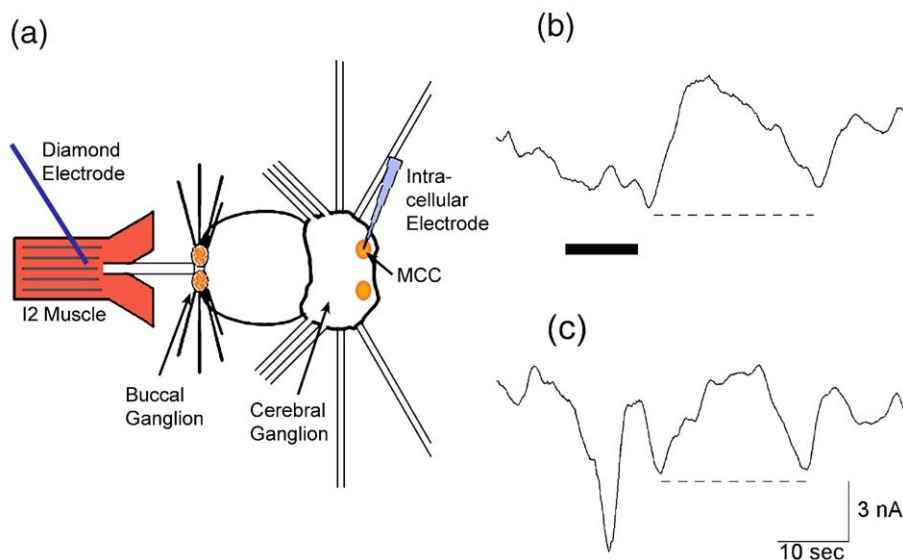 (a)
Diamond
Electrode
I2 Muscle
Buccal
Ganglion
Cerebral
Ganglion
Intra-
cellular
Electrode
MCC
(b)
(c)
3 nA
10 sec